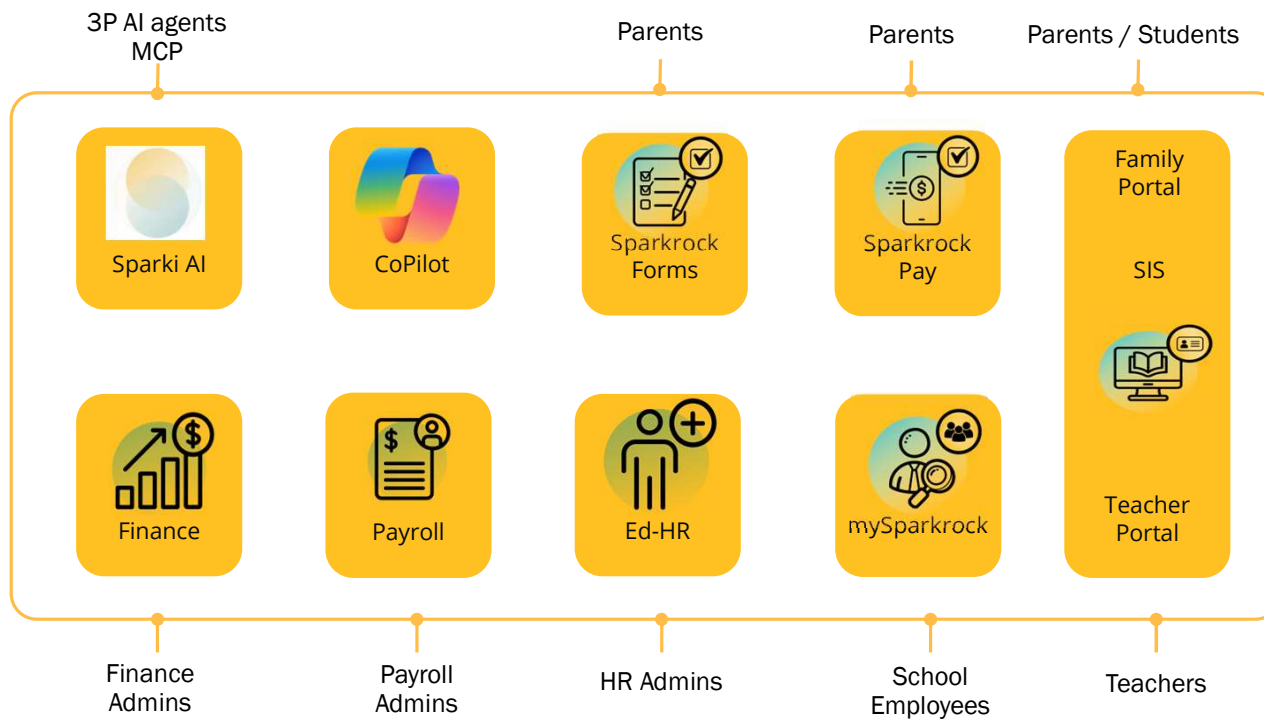 3P AI agents
MCP
Parents
Parents
Parents / Students
Sparki AI
CoPilot
Sparkrock
Forms
Sparkrock
Pay
Family
Portal
SIS
Teacher
Portal
Finance
Payroll
Ed-HR
mySparkrock
Finance
Admins
Payroll
Admins
HR Admins
School
Employees
Teachers